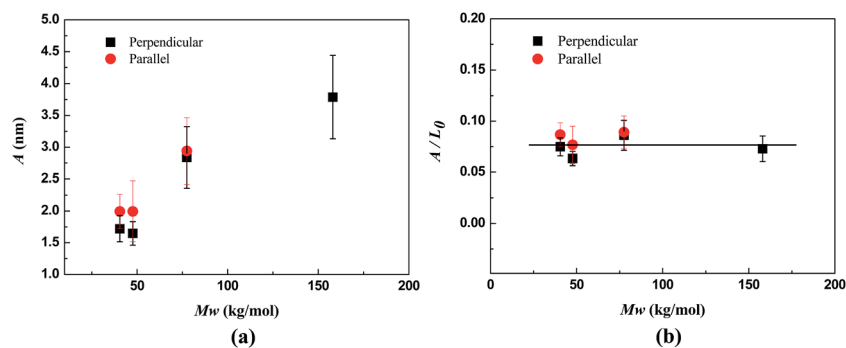 5.0
4.5
4.0
3.5
3.0
2.5
2.0
1.5
1.0
A (nm)
Perpendicular
Parallel
50
100
150
200
Mw (kg/mol)
(a)
0.20
0.15
0.10
0.05
0.00
A / L0
Perpendicular
Parallel
0
50
100
150
200
Mw (kg/mol)
(b)